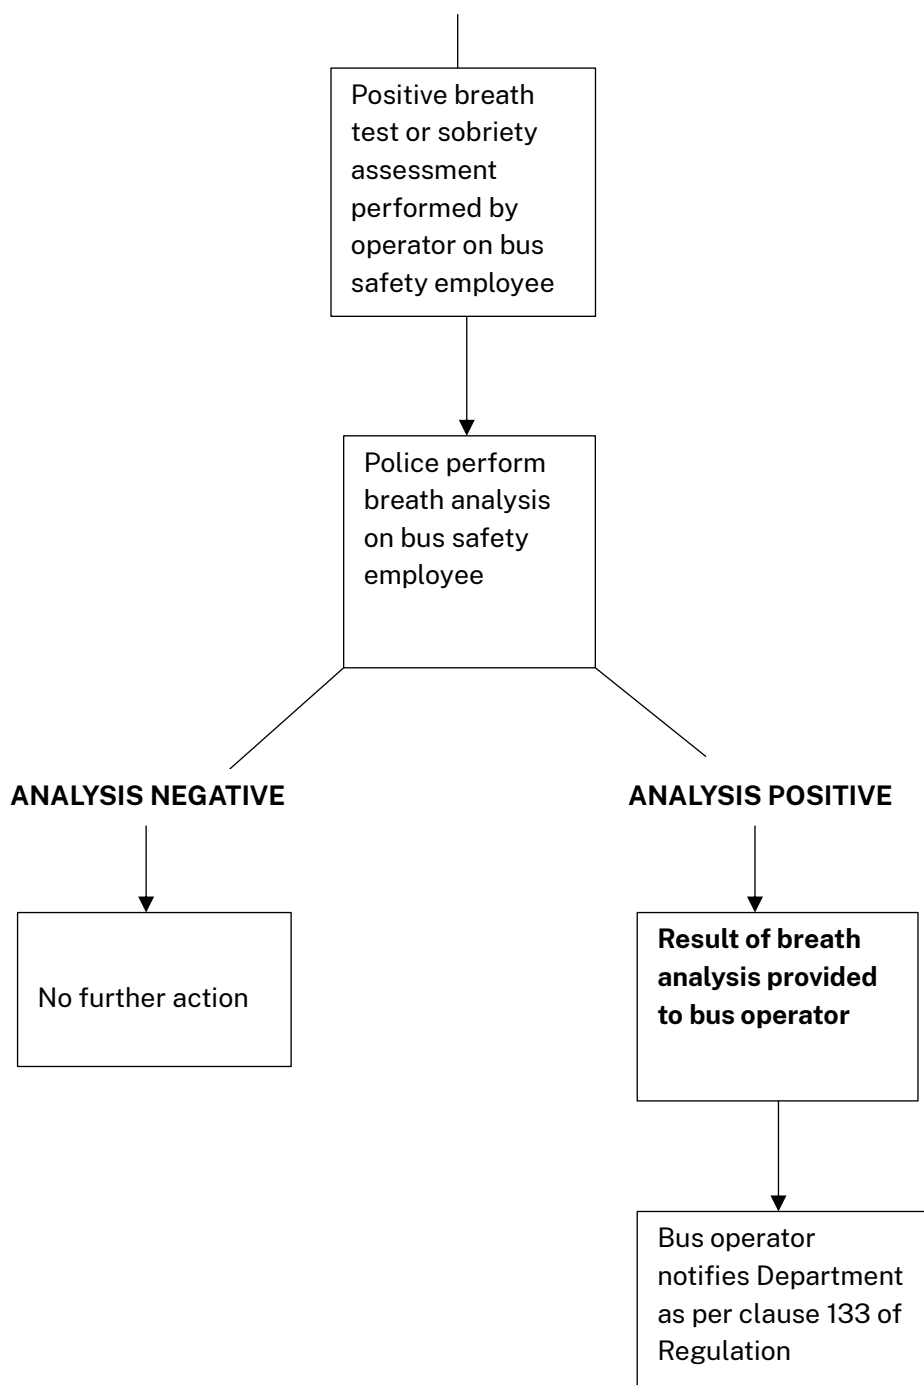 Positive breath
test or sobriety
assessment
performed by
operator on bus
safety employee
Police perform
breath analysis
on bus safety
employee
ANALYSIS NEGATIVE
ANALYSIS POSITIVE
No further action
Result of breath
analysis provided
to bus operator
Bus operator
notifies Department
as per clause 133 of
Regulation